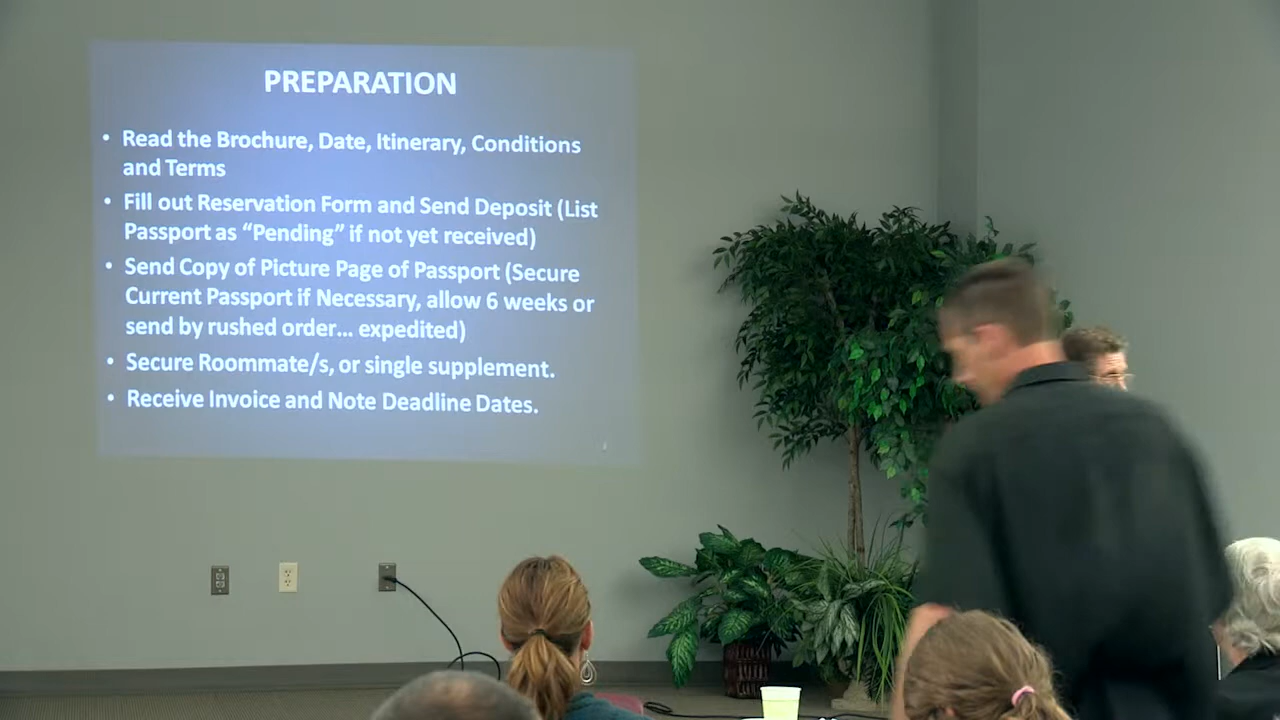 PREPARATION
• Read the Brochure, Date, Itinerary, Conditions
and Terms
• Fill out Reservation Form and Send Deposit (List
Passport as “Pending” if not yet received)
• Send Copy of Picture Page of Passport (Secure
Current Passport if Necessary, allow 6 weeks or
send by rushed order... expedited)
• Secure Roommate/s, or single supplement.
• Receive Invoice and Note Deadline Dates.